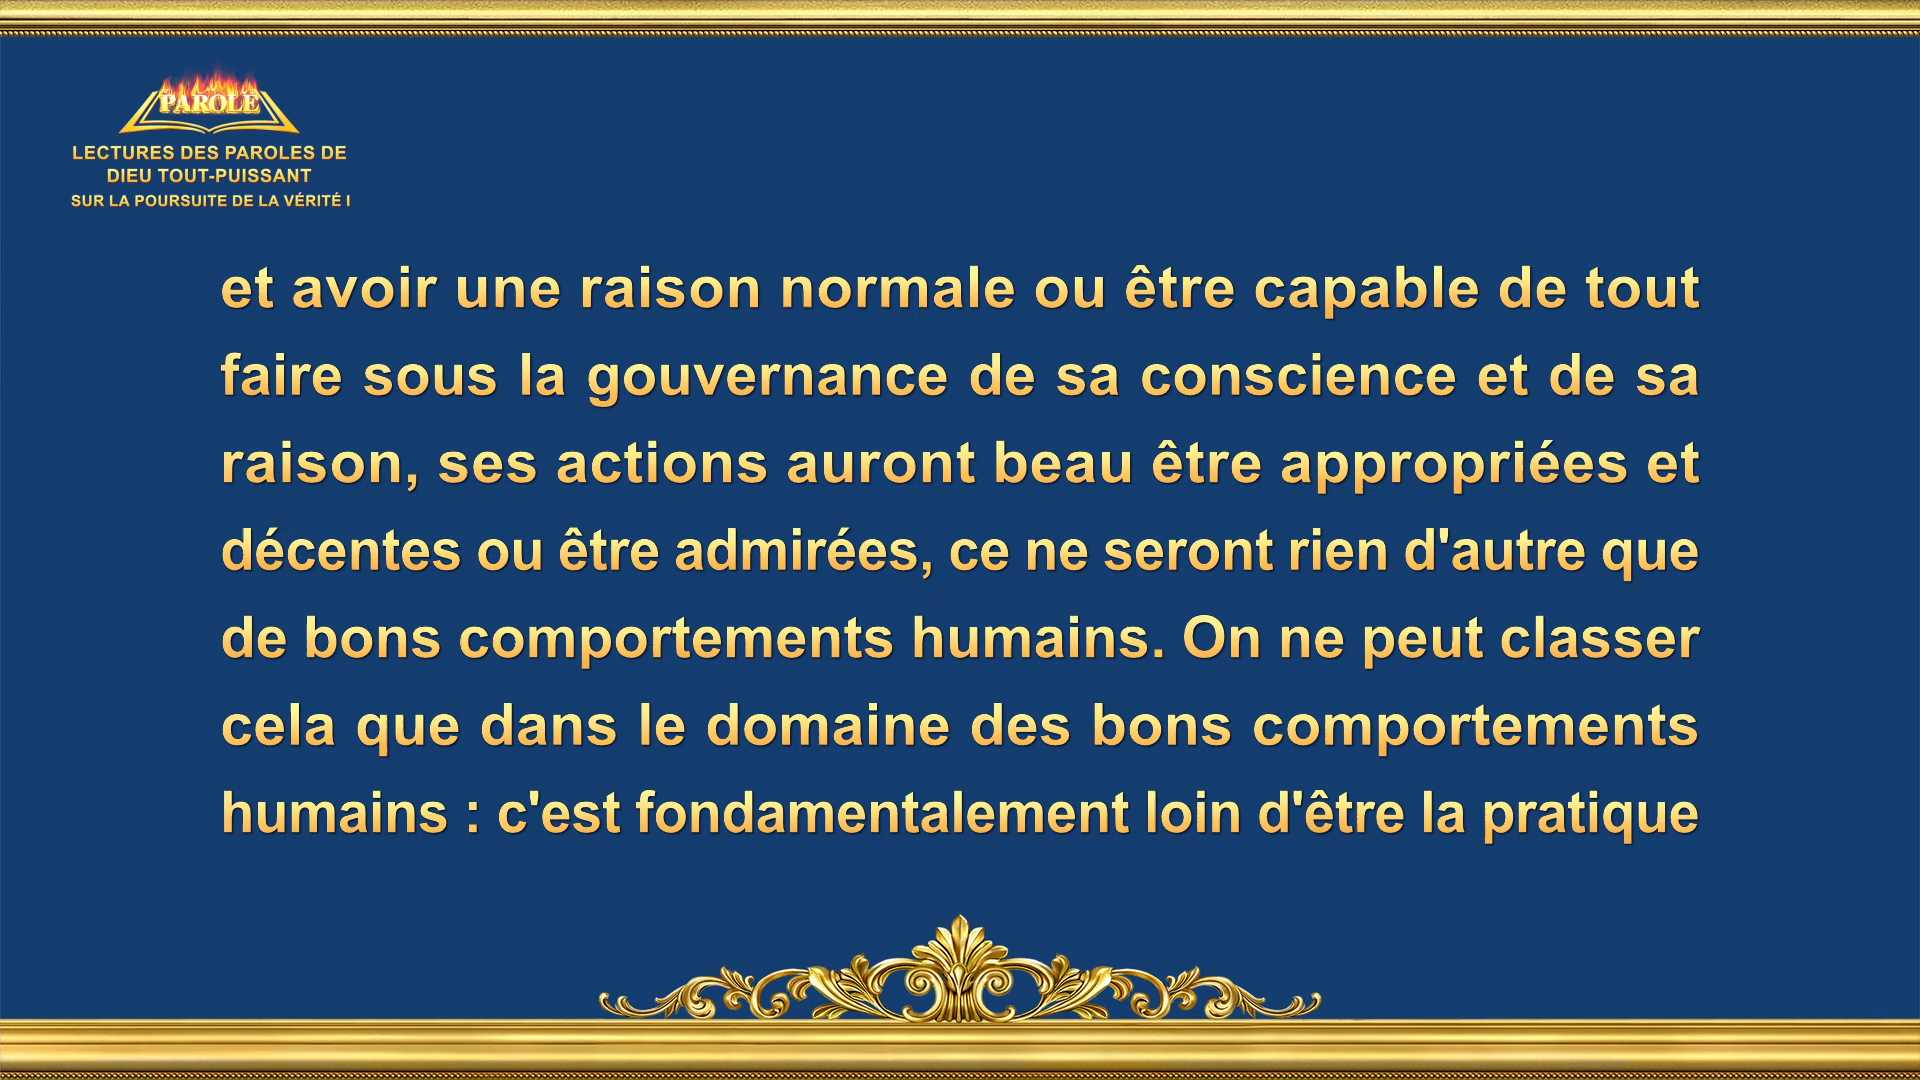 PAROLE
LECTURES DES PAROLES DE
DIEU TOUT-PUISSANT
SUR LA POURSUITE DE LA VÉRITÉ I
et avoir une raison normale ou être capable de tout
faire sous la gouvernance de sa conscience et de sa
raison, ses actions auront beau être appropriées et
décentes ou être admirées, ce ne seront rien d'autre que
de bons comportements humains. On ne peut classer
cela que dans le domaine des bons comportements
humains : c'est fondamentalement loin d'être la pratique